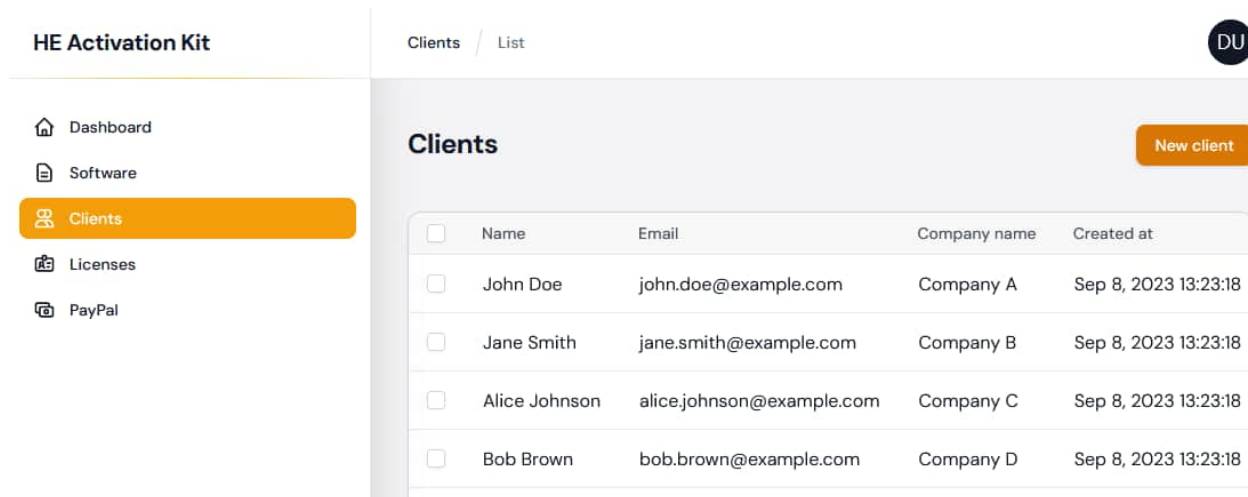 HE Activation Kit
Clients / List
DU
Dashboard
Software
Clients
Licenses
PayPal
Clients
New client
Name Email Company name Created at
John Doe john.doe@example.com Company A Sep 8, 2023 13:23:18
Jane Smith jane.smith@example.com Company B Sep 8, 2023 13:23:18
Alice Johnson alice.johnson@example.com Company C Sep 8, 2023 13:23:18
Bob Brown bob.brown@example.com Company D Sep 8, 2023 13:23:18